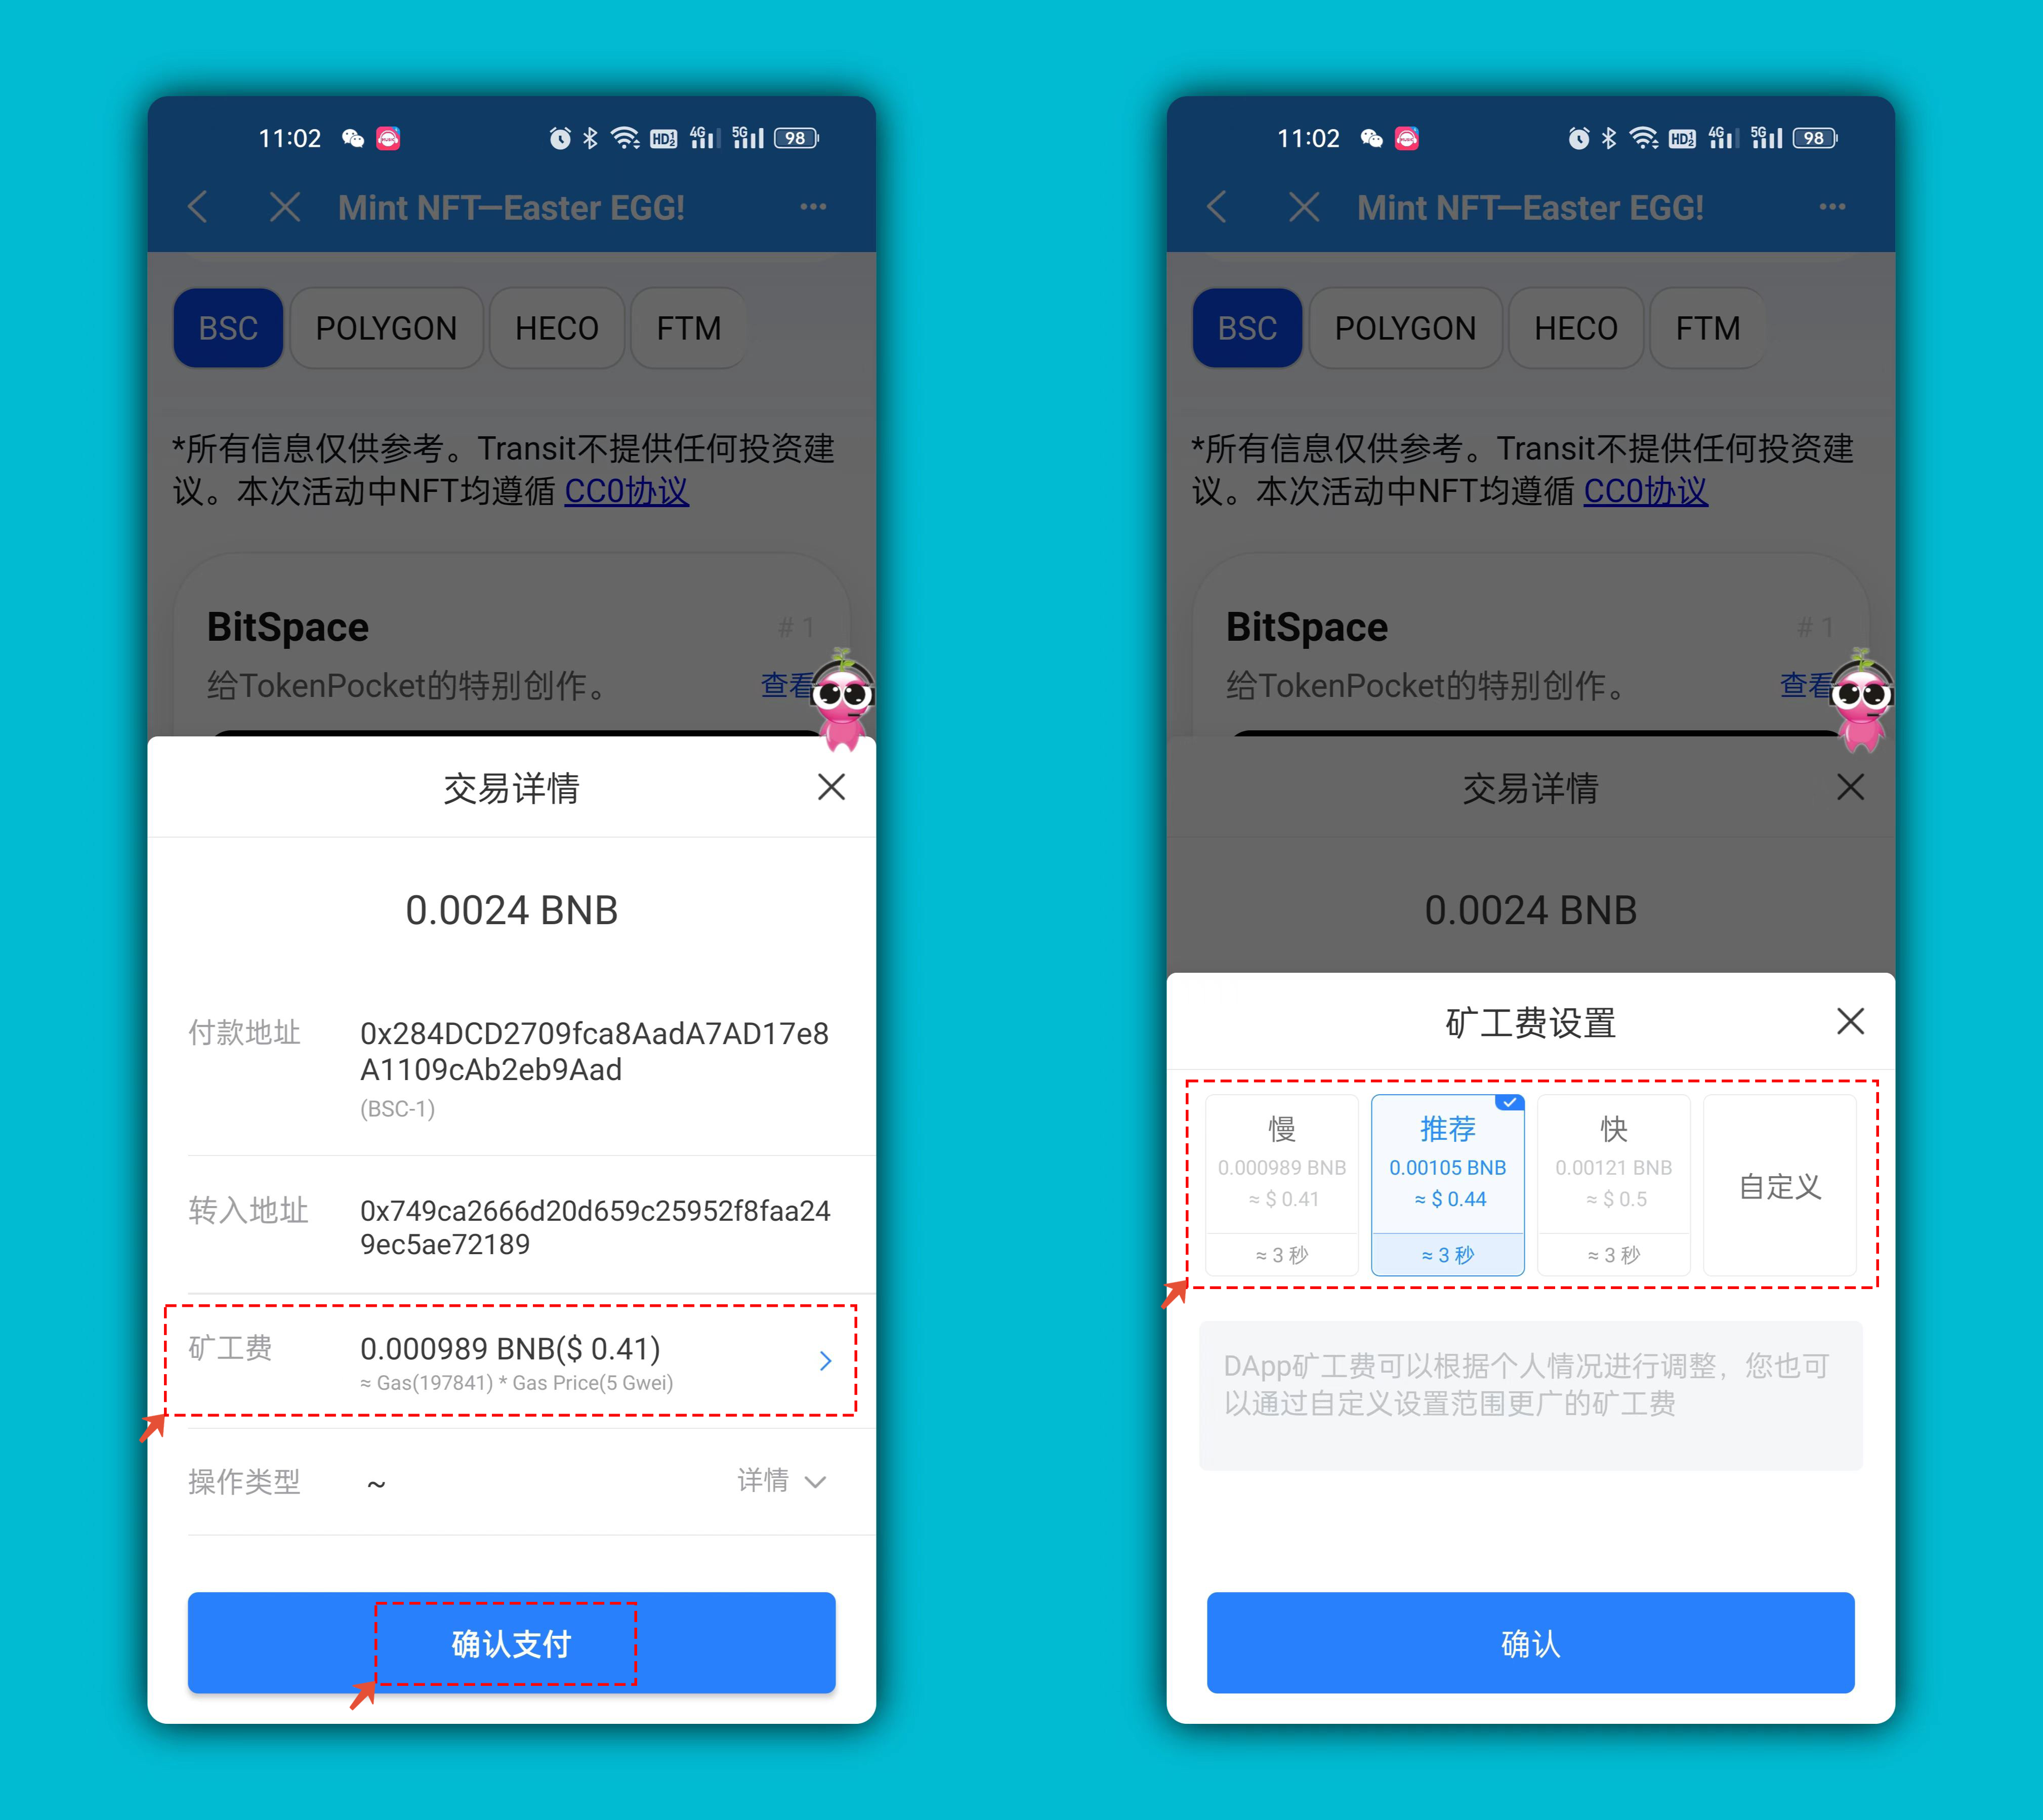 11:02
HD
4G
5G
98
Mint NFT—Easter EGG!
BSC
POLYGON
HECO
FTM
*所有信息仅供参考。Transit不提供任何投资建
议。本次活动中NFT均遵循 CC0协议
BitSpace
# 1
给TokenPocket的特别创作。
查看
交易详情
0.0024 BNB
付款地址
0x284DCD2709fca8AadA7AD17e8
A1109cAb2eb9Aad
(BSC-1)
转入地址
0x749ca2666d20d659c25952f8faa24
9ec5ae72189
矿工费
0.000989 BNB($ 0.41)
≈ Gas(197841) * Gas Price(5 Gwei)
操作类型
~
详情
确认支付
11:02
HD
4G
5G
98
Mint NFT—Easter EGG!
BSC
POLYGON
HECO
FTM
*所有信息仅供参考。Transit不提供任何投资建
议。本次活动中NFT均遵循 CC0协议
BitSpace
# 1
给TokenPocket的特别创作。
查看
交易详情
0.0024 BNB
矿工费设置
慢
0.000989 BNB
≈ $ 0.41
≈ 3 秒
推荐
0.00105 BNB
≈ $ 0.44
≈ 3 秒
快
0.00121 BNB
≈ $ 0.5
≈ 3 秒
自定义
DApp矿工费可以根据个人情况进行调整，您也可
以通过自定义设置范围更广的矿工费
确认